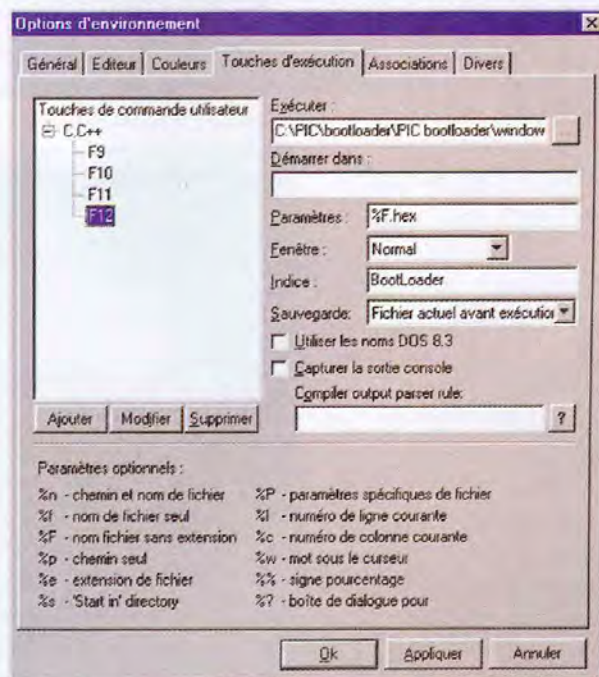 Options d'environnement
Général Editeur Couleurs Touches d'exécution Associations Divers
Touches de commande utilisateur
C,C++
F9
F10
F11
F12
Ajouter Modifier Supprimer
Exécuter :
C:\PIC\bootloader\PIC bootloader\window ...
Démarrer dans :
Paramètres : %F.hex
Fenêtre : Normal
Indice : BootLoader
Sauvegarde: Fichier actuel avant exécution
Utiliser les noms DOS 8.3
Capturer la sortie console
Compiler output parser rule:
?
Paramètres optionnels :
%n - chemin et nom de fichier %P - paramètres spécifiques de fichier
%f - nom de fichier seul %l - numéro de ligne courante
%F - nom fichier sans extension %c - numéro de colonne courante
%p - chemin seul %w - mot sous le curseur
%e - extension de fichier %% - signe pourcentage
%s - 'Start in' directory %? - boîte de dialogue pour
Ok Appliquer Annuler